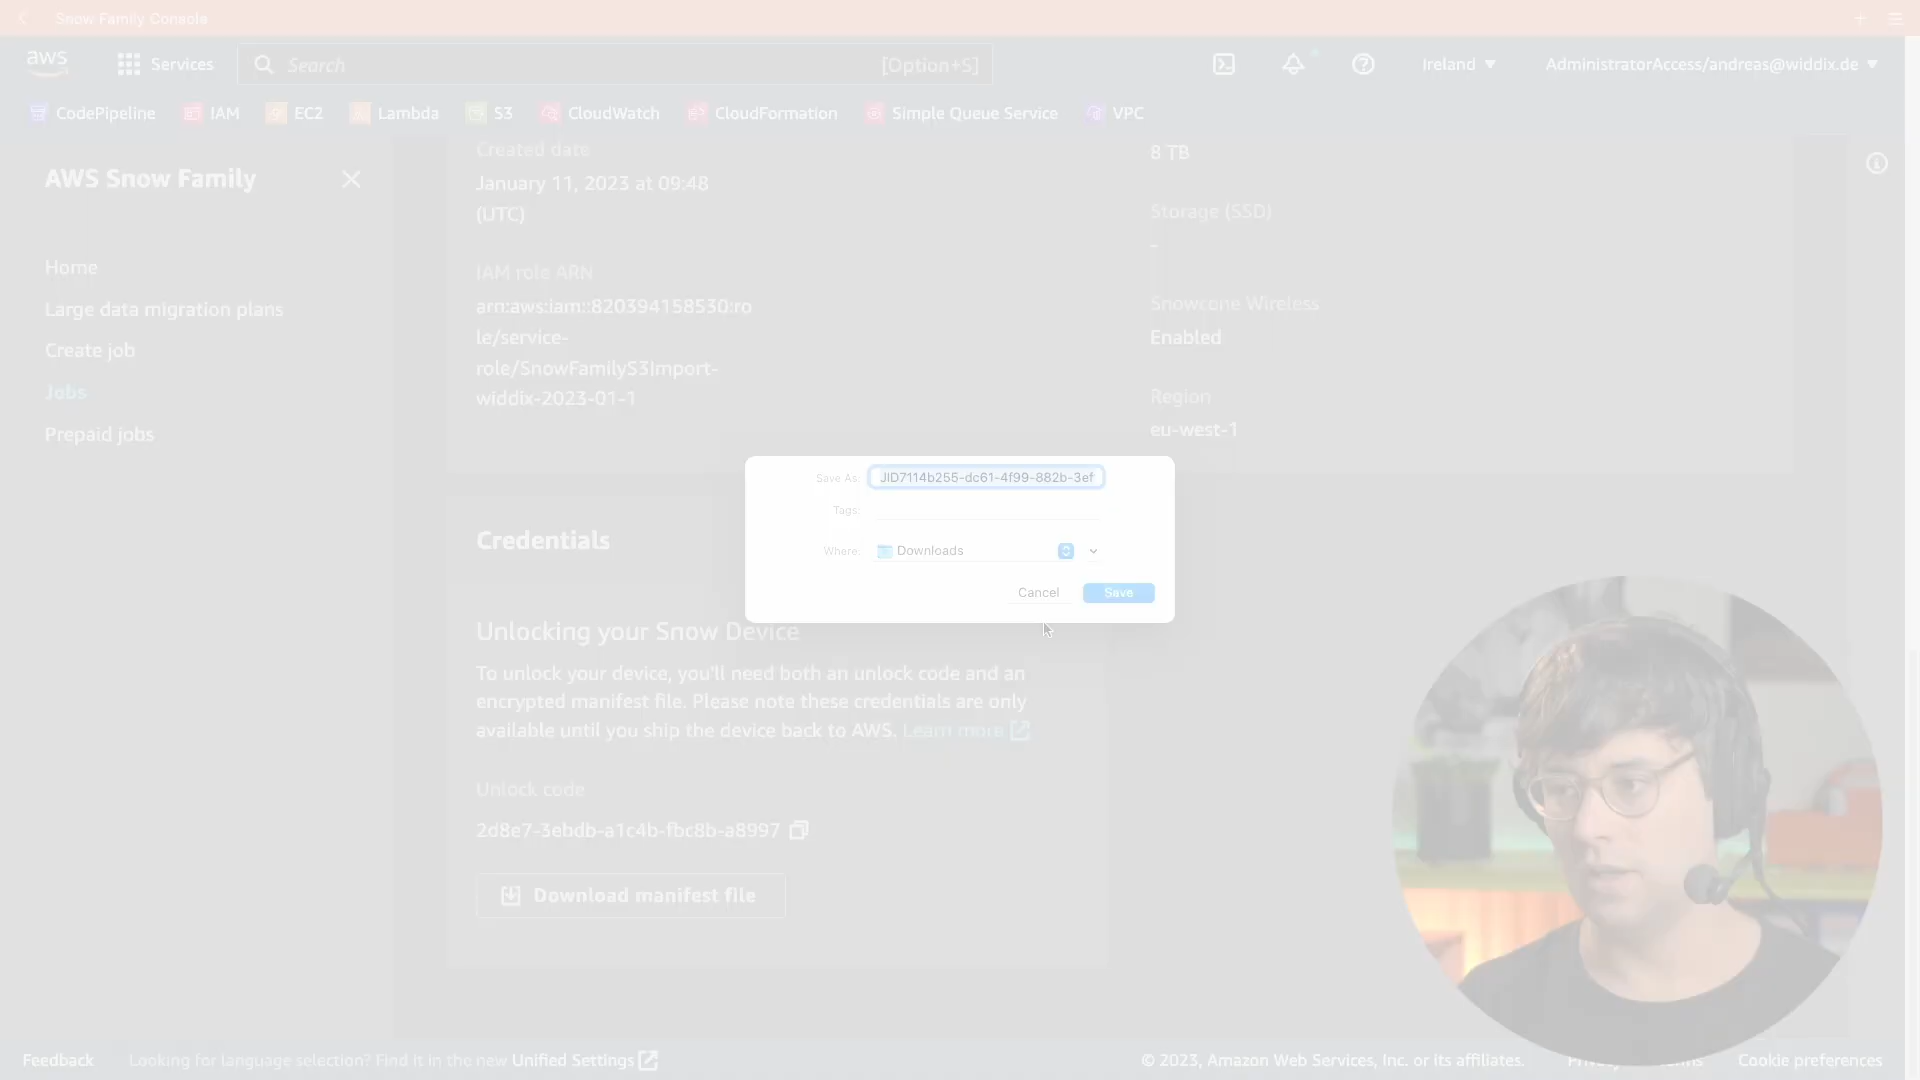 Snow Family Console
aws
Services
Search
[Option+S]
Ireland
AdministratorAccess/andreas@widdix.de
CodePipeline
IAM
EC2
Lambda
S3
CloudWatch
CloudFormation
Simple Queue Service
VPC
AWS Snow Family
Home
Large data migration plans
Create job
Jobs
Prepaid jobs
Created date
January 11, 2023 at 09:48
(UTC)
IAM role ARN
arn:aws:iam::820394158530:ro
le/service-
role/SnowFamilyS3Import-
widdix-2023-01-1
8 TB
Storage (SSD)
-
Snowcone Wireless
Enabled
Region
eu-west-1
Save As:
JID7114b255-dc61-4f99-882b-3ef
Tags:
Where:
Downloads
Cancel
Save
Credentials
Unlocking your Snow Device
To unlock your device, you'll need both an unlock code and an
encrypted manifest file. Please note these credentials are only
available until you ship the device back to AWS. Learn more
Unlock code
2d8e7-3ebdb-a1c4b-fbc8b-a8997
Download manifest file
Feedback
Looking for language selection? Find it in the new Unified Settings
© 2023, Amazon Web Services, Inc. or its affiliates.
Cookie preferences